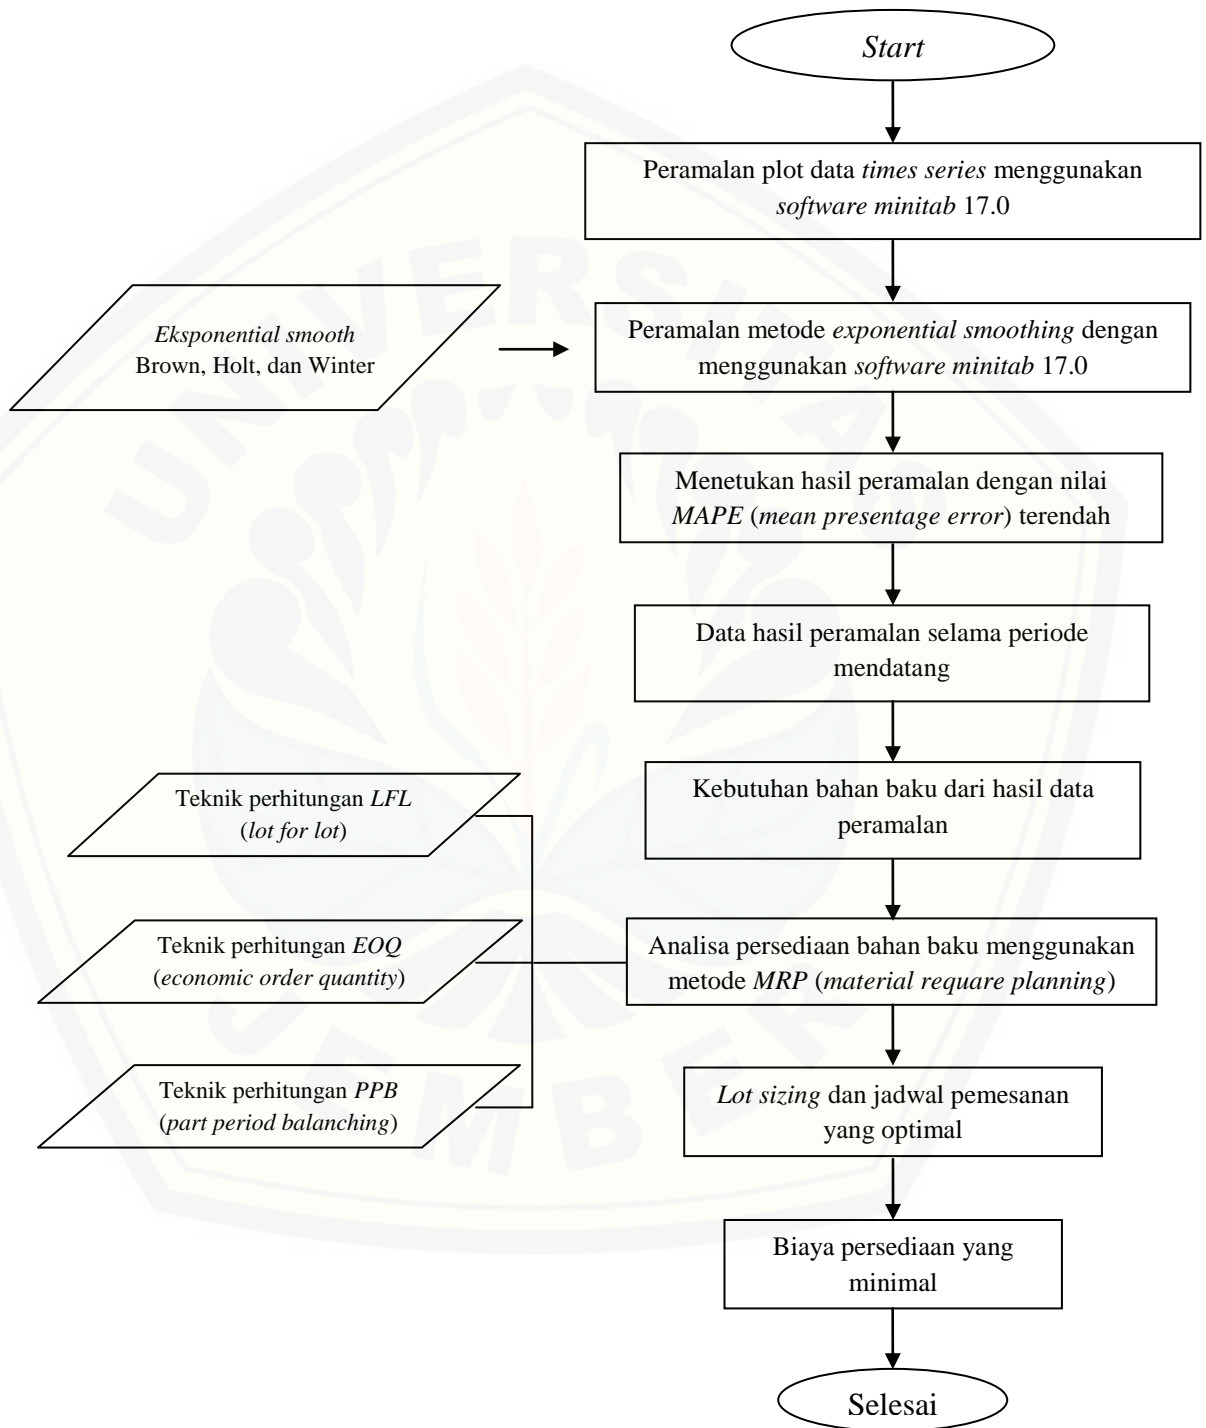 Start
Peramalan plot data times series menggunakan
software minitab 17.0
Eksponential smooth
Brown, Holt, dan Winter
Peramalan metode exponential smoothing dengan
menggunakan software minitab 17.0
Menetukan hasil peramalan dengan nilai
MAPE (mean presentage error) terendah
Data hasil peramalan selama periode
mendatang
Kebutuhan bahan baku dari hasil data
peramalan
Teknik perhitungan LFL
(lot for lot)
Teknik perhitungan EOQ
(economic order quantity)
Analisa persediaan bahan baku menggunakan
metode MRP (material requare planning)
Teknik perhitungan PPB
(part period balanching)
Lot sizing dan jadwal pemesanan
yang optimal
Biaya persediaan yang
minimal
Selesai
UNIVERSITAS
JEMBER